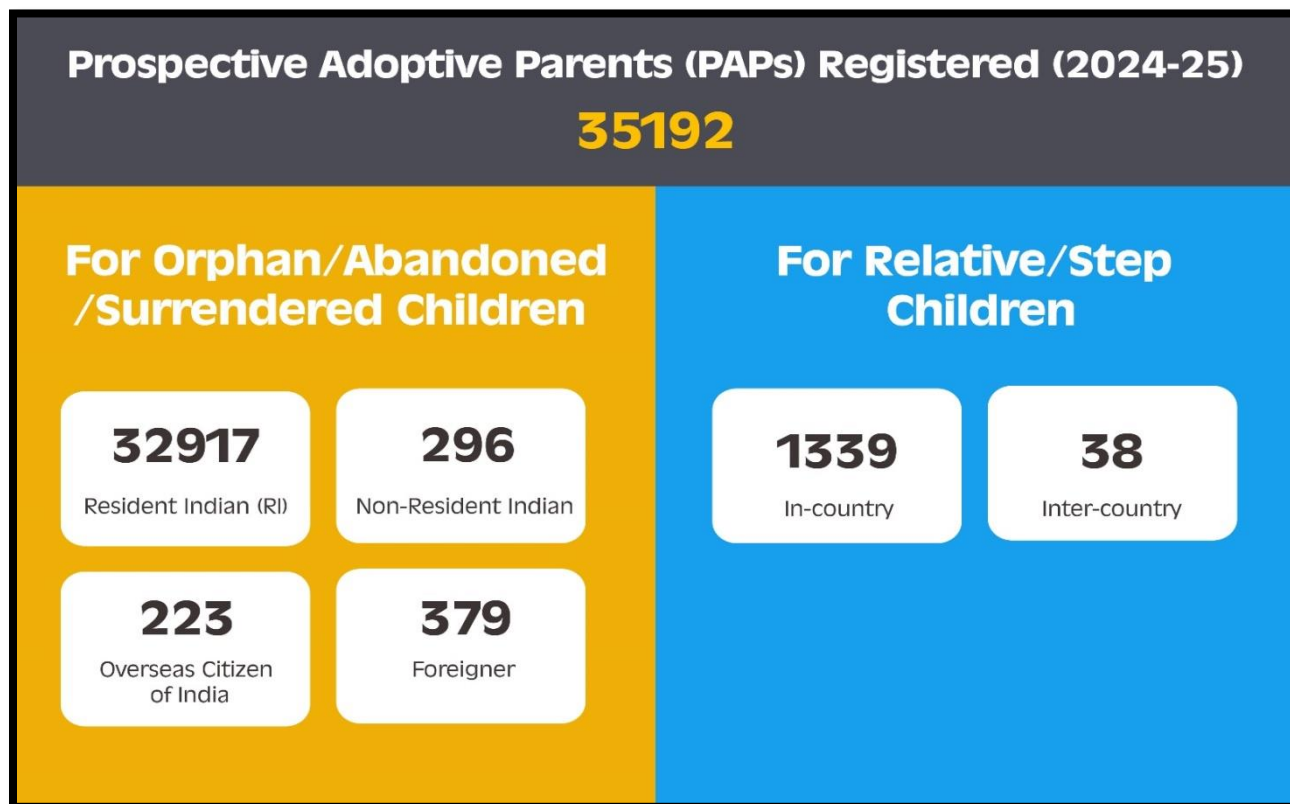 Prospective Adoptive Parents (PAPs) Registered (2024-25)
35192
For Orphan/Abandoned
/Surrendered Children
32917
Resident Indian (RI)
296
Non-Resident Indian
223
Overseas Citizen
of India
379
Foreigner
For Relative/Step
Children
1339
In-country
38
Inter-country